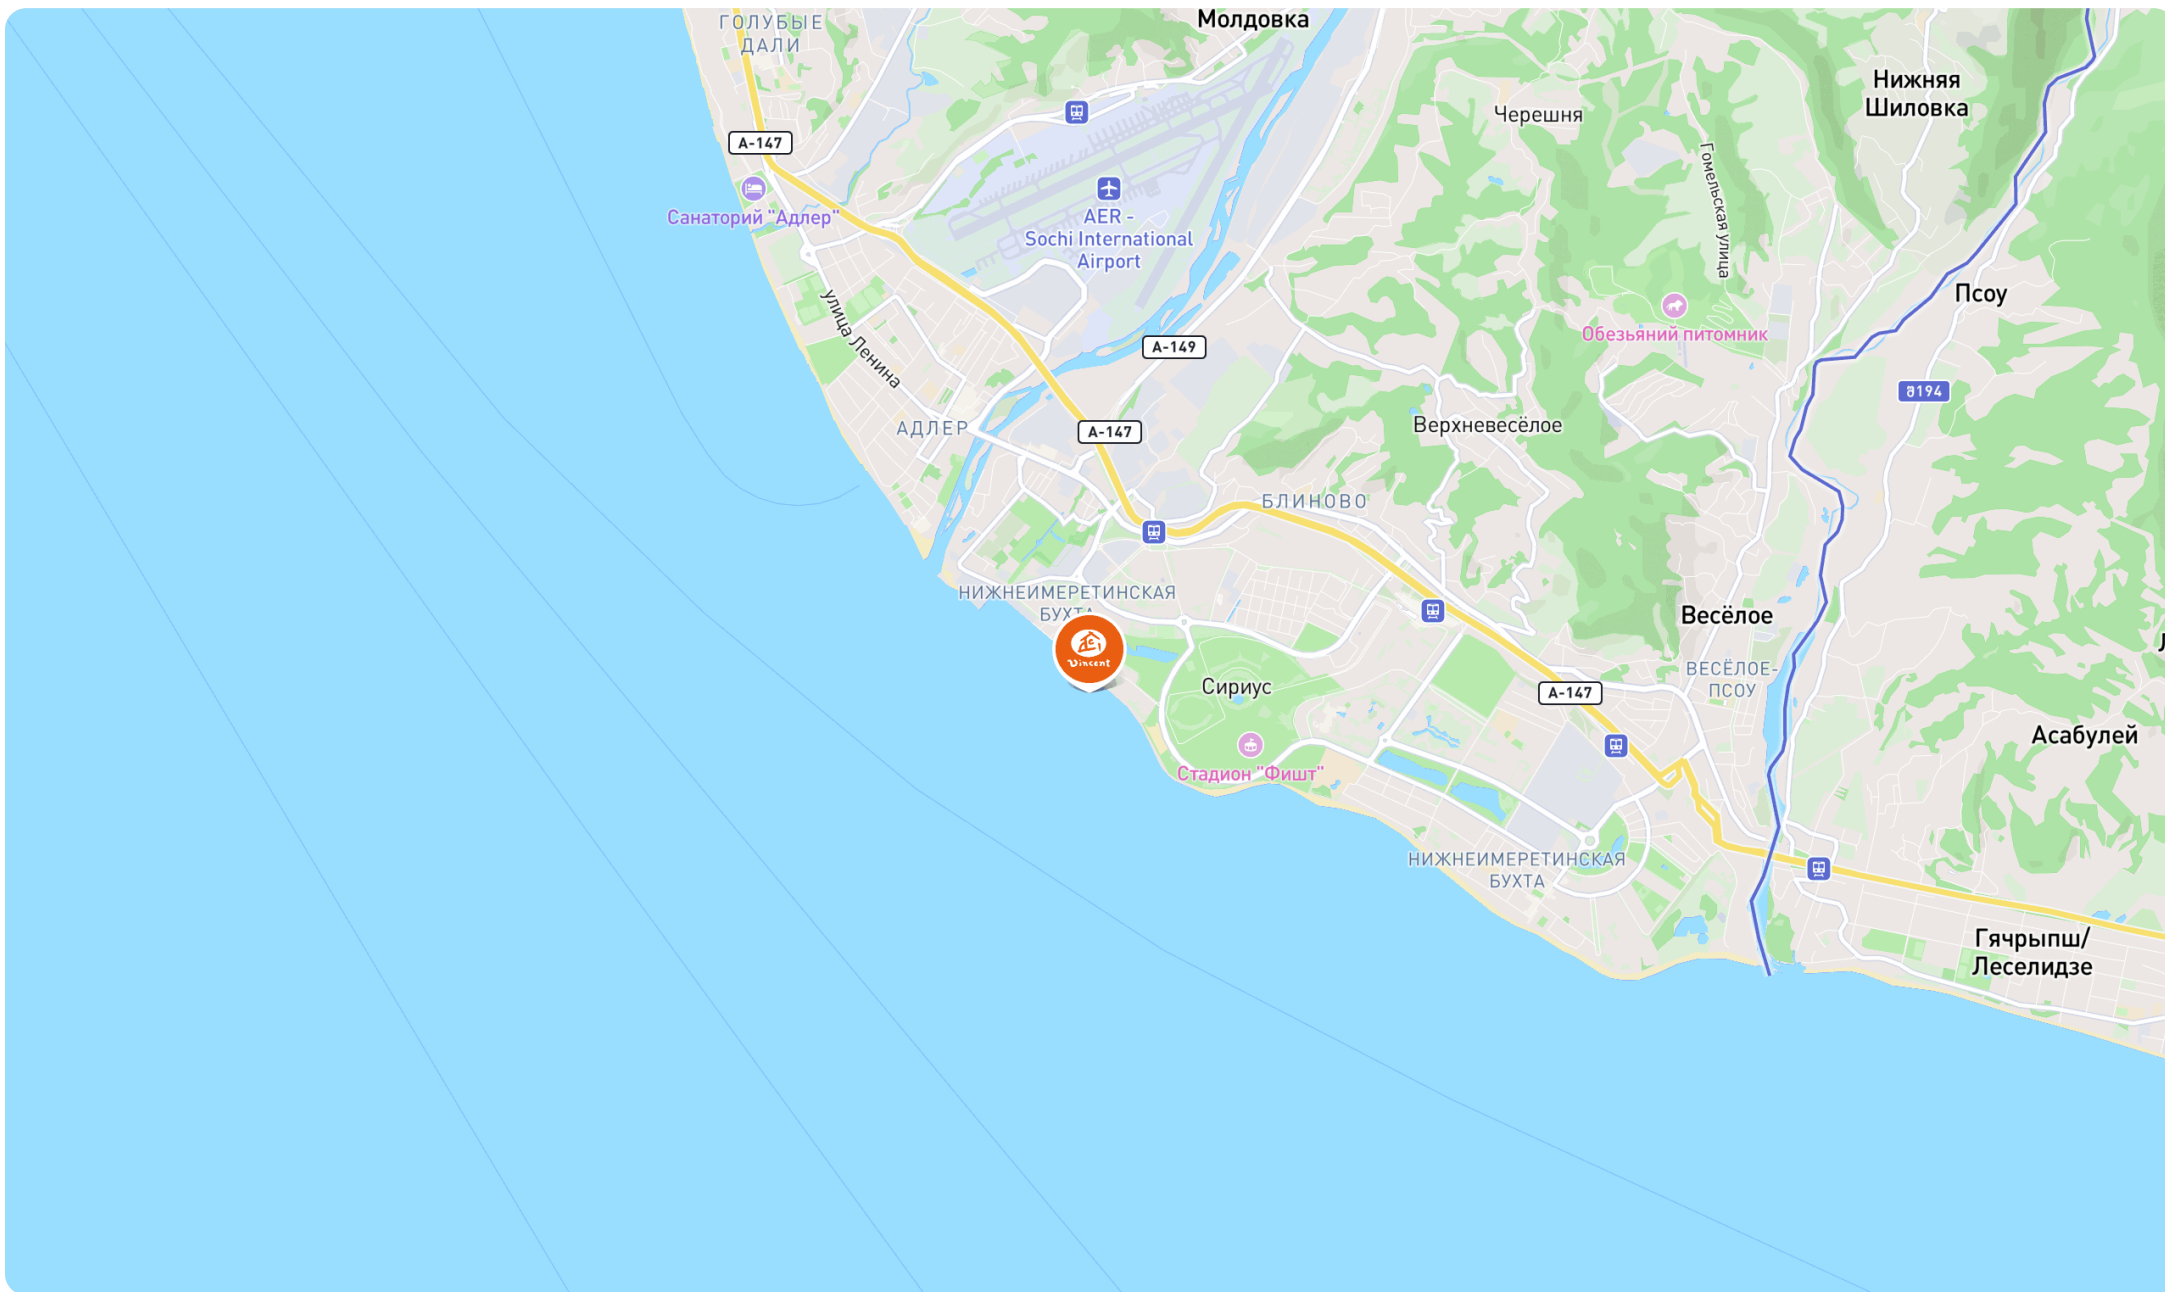 ГОЛУБЫЕ
ДАЛИ
Молдовка
Нижняя
Шиловка
Черешня
A-147
Гомельская улица
Санаторий "Адлер"
AER -
Sochi International
Airport
Псоу
улица Ленина
Обезьяний питомник
A-149
მ194
АДЛЕР
A-147
Верхневесёлое
БЛИНОВО
НИЖНЕИМЕРЕТИНСКАЯ
БУХТА
Vincent
Весёлое
ВЕСЁЛОЕ-
ПСОУ
Сириус
A-147
Асабулей
Стадион "Фишт"
НИЖНЕИМЕРЕТИНСКАЯ
БУХТА
Гячрыпш/
Леселидзе